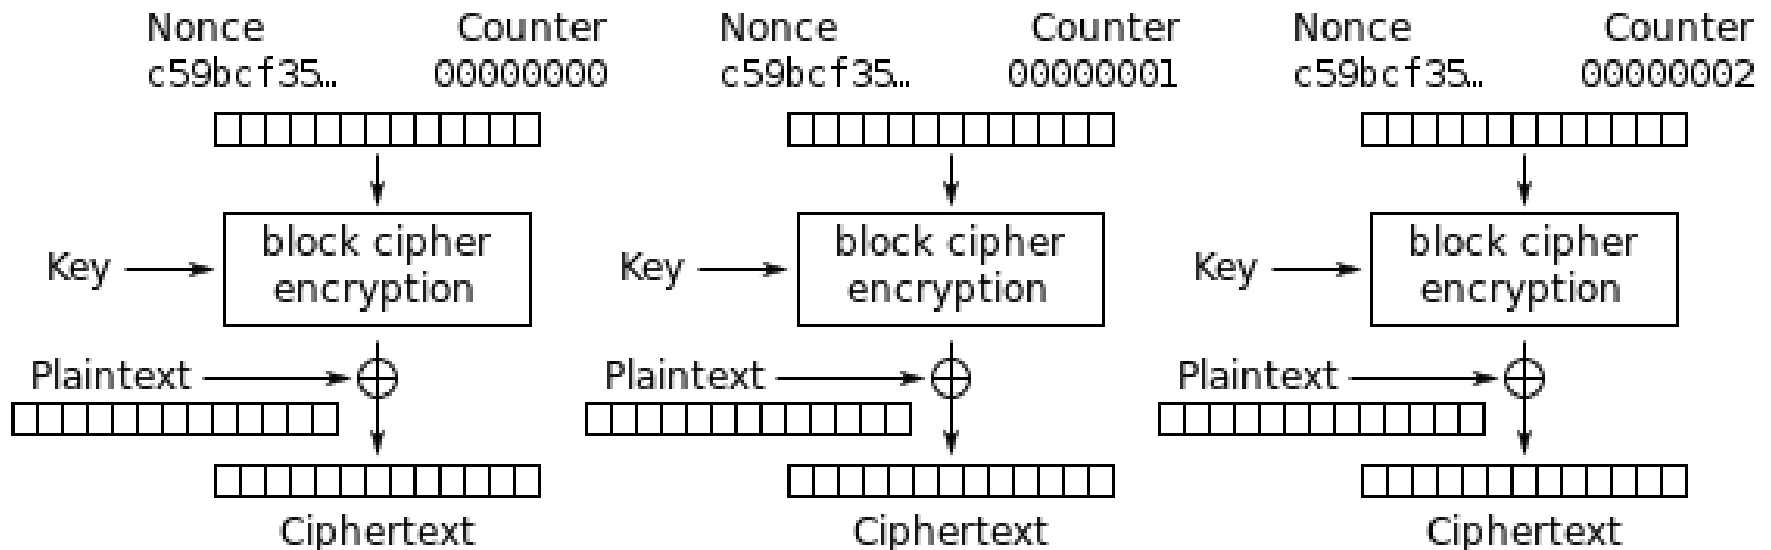 Nonce Counter Nonce Counter Nonce Counter
c59bcf35… 00000000 c59bcf35… 00000001 c59bcf35… 00000002
block cipher block cipher block cipher
Key Key Key
encryption encryption encryption
Plaintext Plaintext Plaintext
Ciphertext Ciphertext Ciphertext